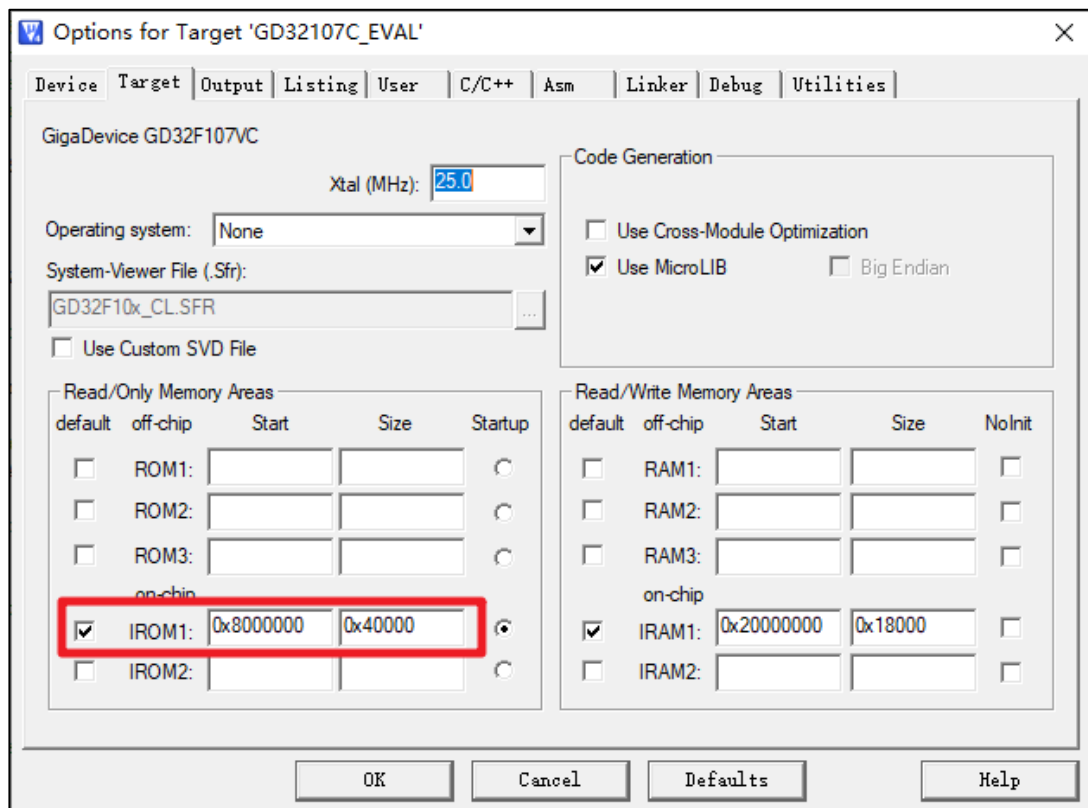 Options for Target 'GD32107C_EVAL'
Device Target Output Listing User C/C++ Asm Linker Debug Utilities
GigaDevice GD32F107VC
Xtal (MHz): 25.0
Operating system: None
System-Viewer File (.Sfr):
GD32F10x_CL.SFR ...
Use Custom SVD File
Code Generation
Use Cross-Module Optimization
Use MicroLIB Big Endian
Read/Only Memory Areas
default off-chip Start Size Startup
ROM1:
ROM2:
ROM3:
on-chip
IROM1: 0x8000000 0x40000
IROM2:
Read/Write Memory Areas
default off-chip Start Size NoInit
RAM1:
RAM2:
RAM3:
on-chip
IRAM1: 0x20000000 0x18000
IRAM2:
OK Cancel Defaults Help